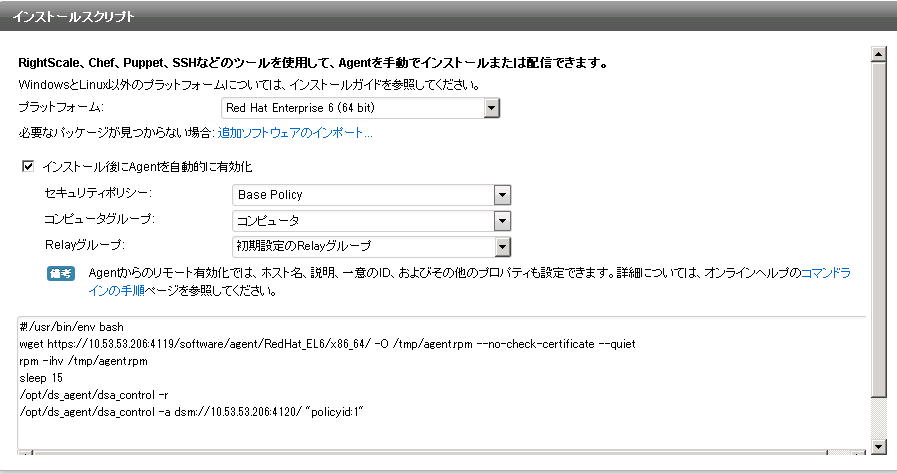 インストールスクリプト
RightScale、Chef、Puppet、SSHなどのツールを使用して、Agentを手動でインストールまたは配信できます。
WindowsとLinux以外のプラットフォームについては、インストールガイドを参照してください。
プラットフォーム: Red Hat Enterprise 6 (64 bit)
必要なパッケージが見つからない場合: 追加ソフトウェアのインポート...
インストール後にAgentを自動的に有効化
セキュリティポリシー: Base Policy
コンピュータグループ: コンピュータ
Relayグループ: 初期設定のRelayグループ
備考 Agentからのリモート有効化では、ホスト名、説明、一意のID、およびその他のプロパティも設定できます。詳細については、オンラインヘルプのコマンドラ
インの手順ページを参照してください。
#!/usr/bin/env bash
wget https://10.53.53.206:4119/software/agent/RedHat_EL6/x86_64/ -O /tmp/agent.rpm --no-check-certificate --quiet
rpm -ihv /tmp/agent.rpm
sleep 15
/opt/ds_agent/dsa_control -r
/opt/ds_agent/dsa_control -a dsm://10.53.53.206:4120/ "policyid:1"